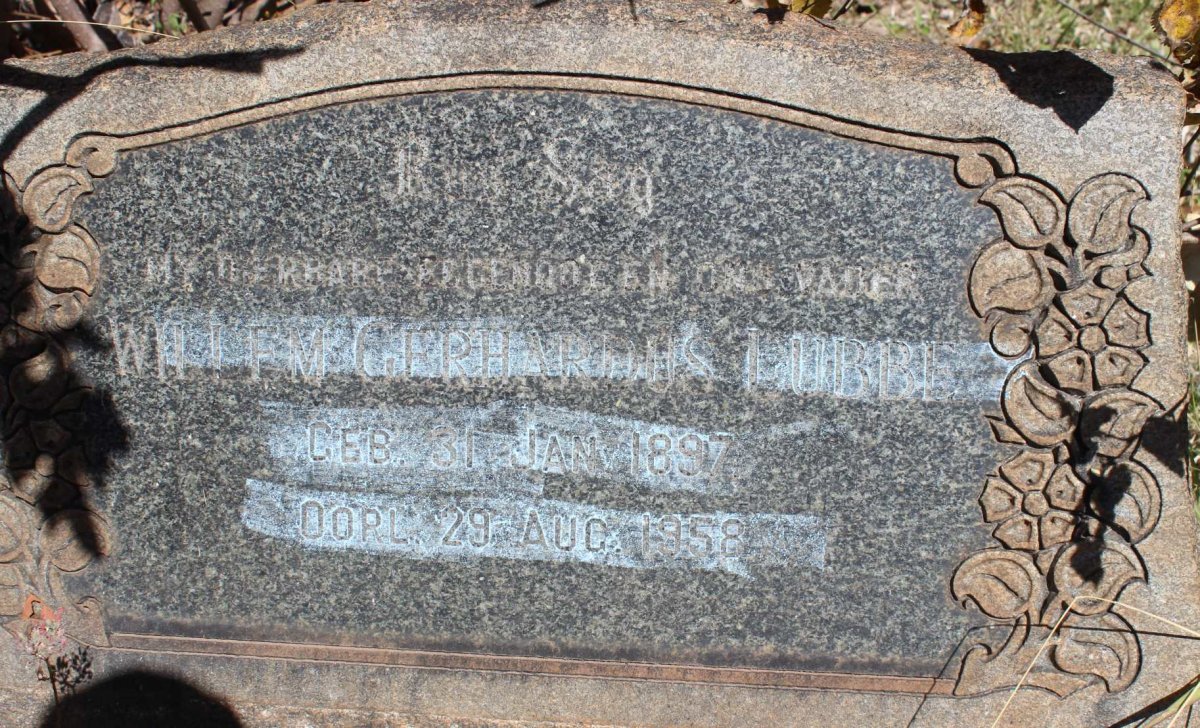 Rus Sag
MY DIERBARE EGGENOOT EN ONS VADER
WILLEM GERHARDUS LUBBE
GEB. 31 JAN. 1897
OORL. 29 AUG. 1958